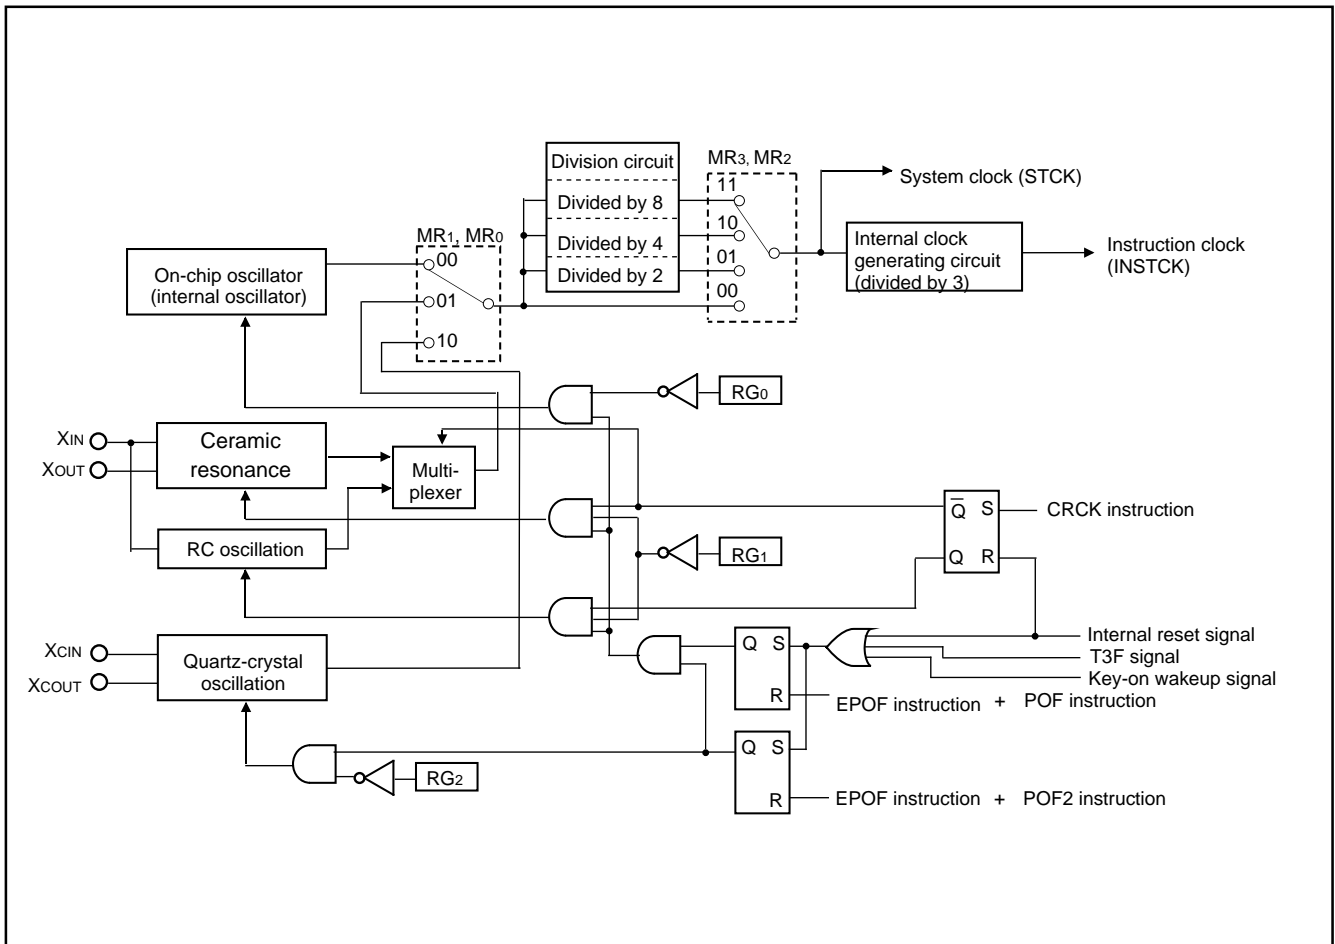 Division circuit
Divided by 8
Divided by 4
Divided by 2
MR3, MR2
11
10
01
00
System clock (STCK)
Internal clock
generating circuit
(divided by 3)
Instruction clock
(INSTCK)
MR1, MR0
00
01
10
On-chip oscillator
(internal oscillator)
RG0
XIN
XOUT
Ceramic
resonance
Multi-
plexer
RC oscillation
RG1
Q̅ S
Q R
CRCK instruction
XCIN
XCOUT
Quartz-crystal
oscillation
Q S
R
Internal reset signal
T3F signal
Key-on wakeup signal
EPOF instruction + POF instruction
Q S
R
RG2
EPOF instruction + POF2 instruction